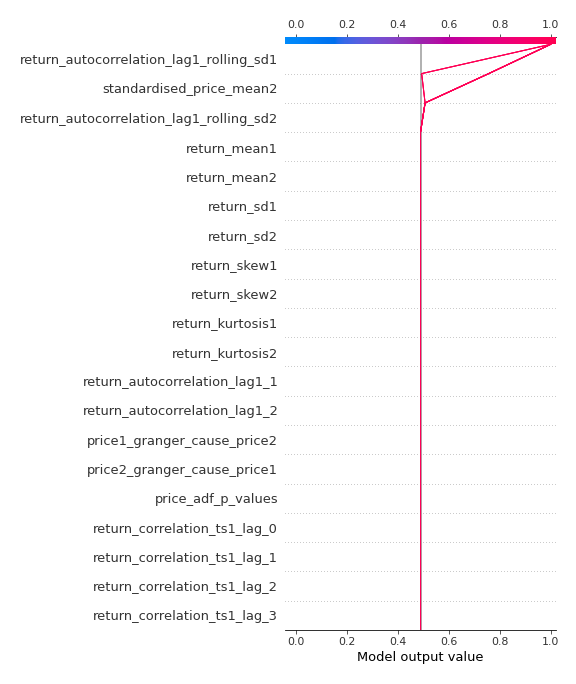 0.0 0.2 0.4 0.6 0.8 1.0
return_autocorrelation_lag1_rolling_sd1
standardised_price_mean2
return_autocorrelation_lag1_rolling_sd2
return_mean1
return_mean2
return_sd1
return_sd2
return_skew1
return_skew2
return_kurtosis1
return_kurtosis2
return_autocorrelation_lag1_1
return_autocorrelation_lag1_2
price1_granger_cause_price2
price2_granger_cause_price1
price_adf_p_values
return_correlation_ts1_lag_0
return_correlation_ts1_lag_1
return_correlation_ts1_lag_2
return_correlation_ts1_lag_3
0.0 0.2 0.4 0.6 0.8 1.0
Model output value